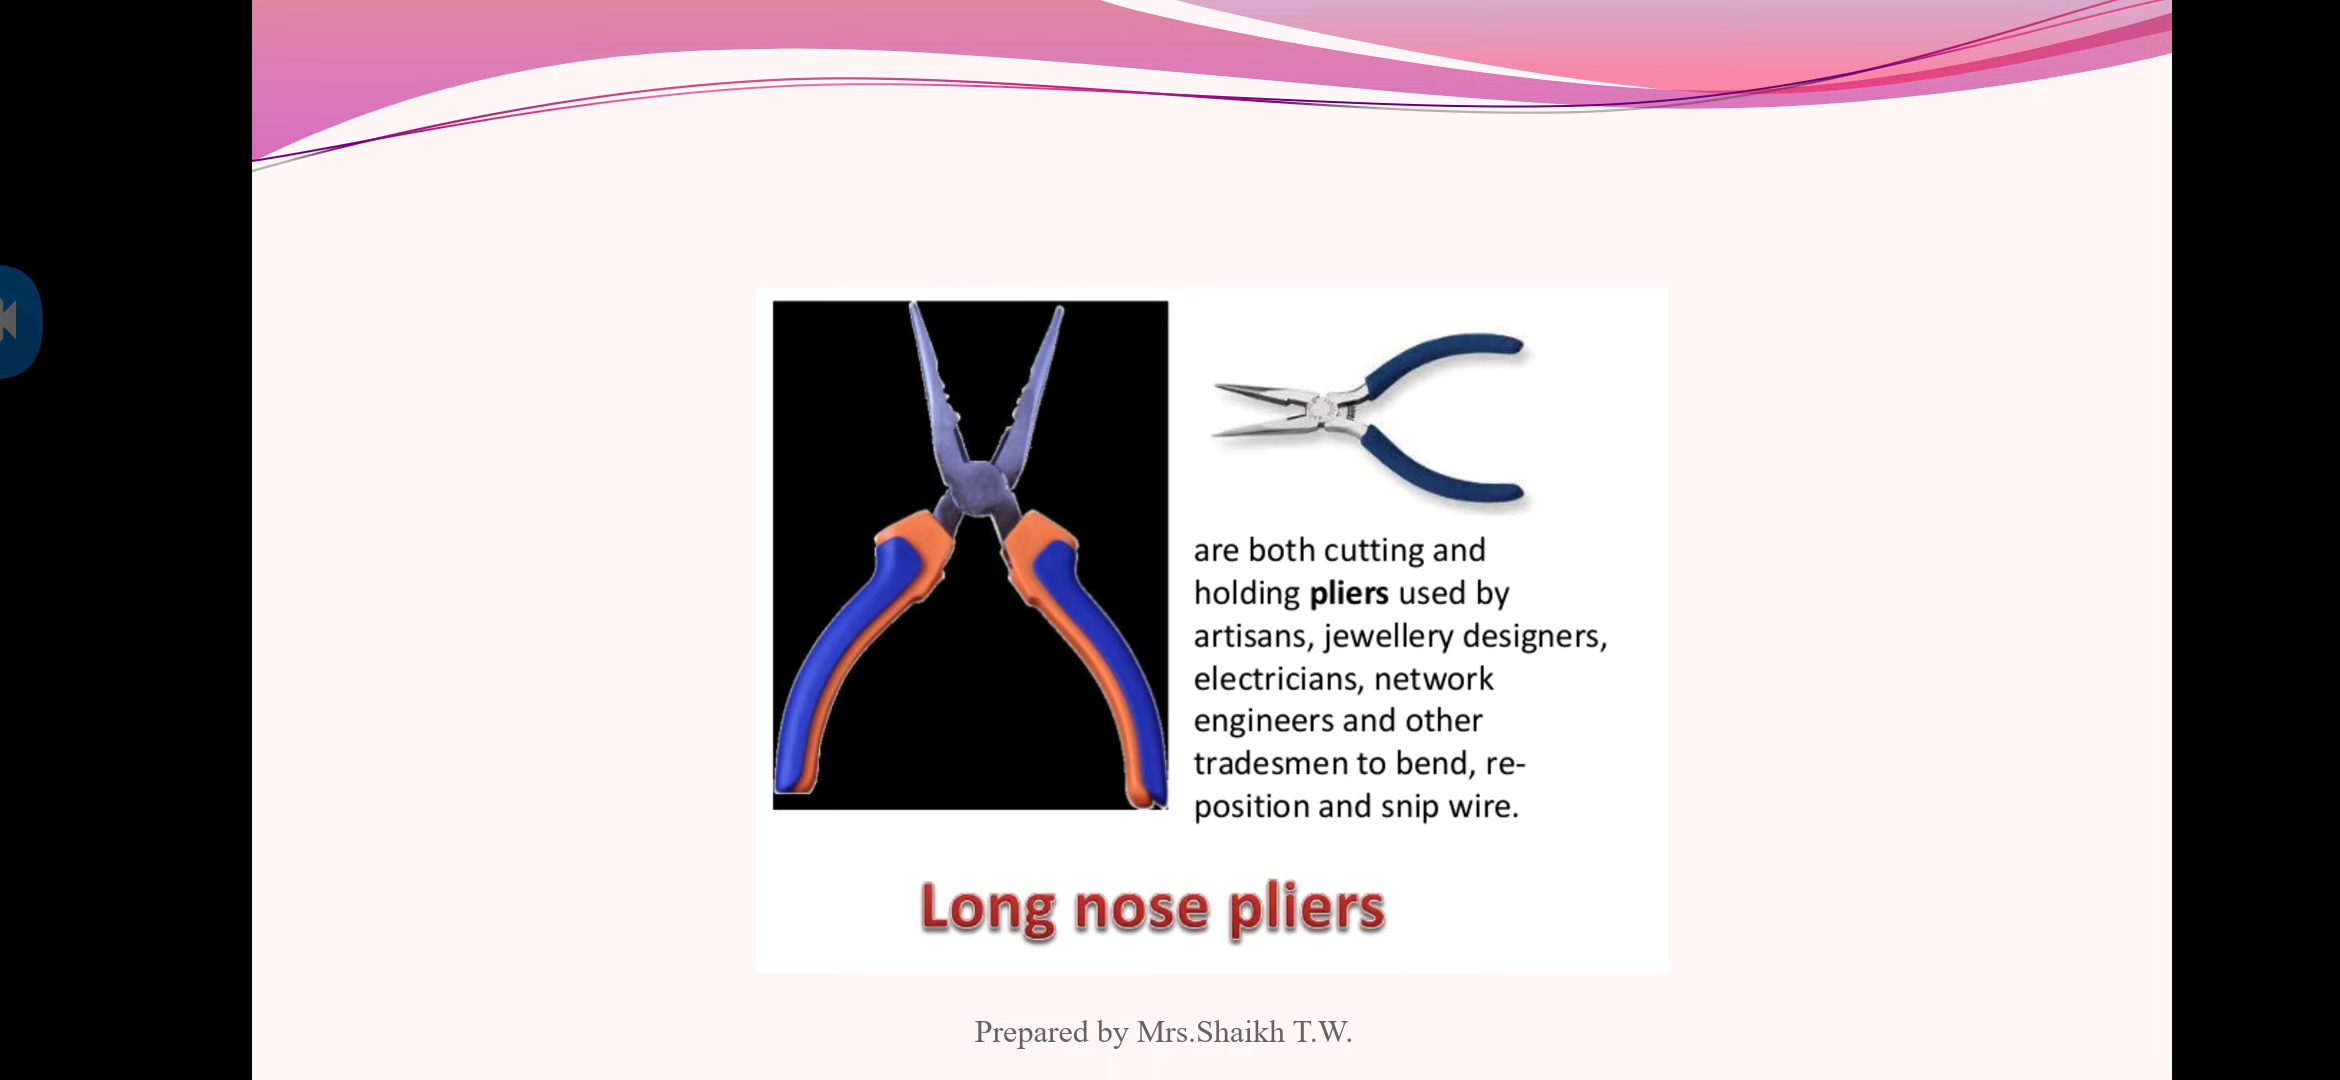 are both cutting and
holding pliers used by
artisans, jewellery designers,
electricians, network
engineers and other
tradesmen to bend, re-
position and snip wire.
Long nose pliers
Prepared by Mrs.Shaikh T.W.